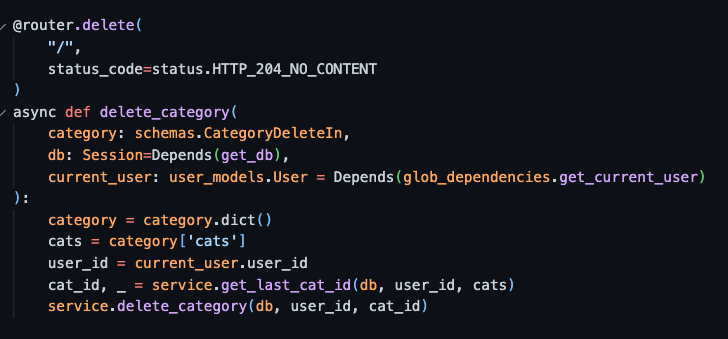 @router.delete(
    "/",
    status_code=status.HTTP_204_NO_CONTENT
)
async def delete_category(
    category: schemas.CategoryDeleteIn,
    db: Session=Depends(get_db),
    current_user: user_models.User = Depends(glob_dependencies.get_current_user)
):
    category = category.dict()
    cats = category['cats']
    user_id = current_user.user_id
    cat_id, _ = service.get_last_cat_id(db, user_id, cats)
    service.delete_category(db, user_id, cat_id)